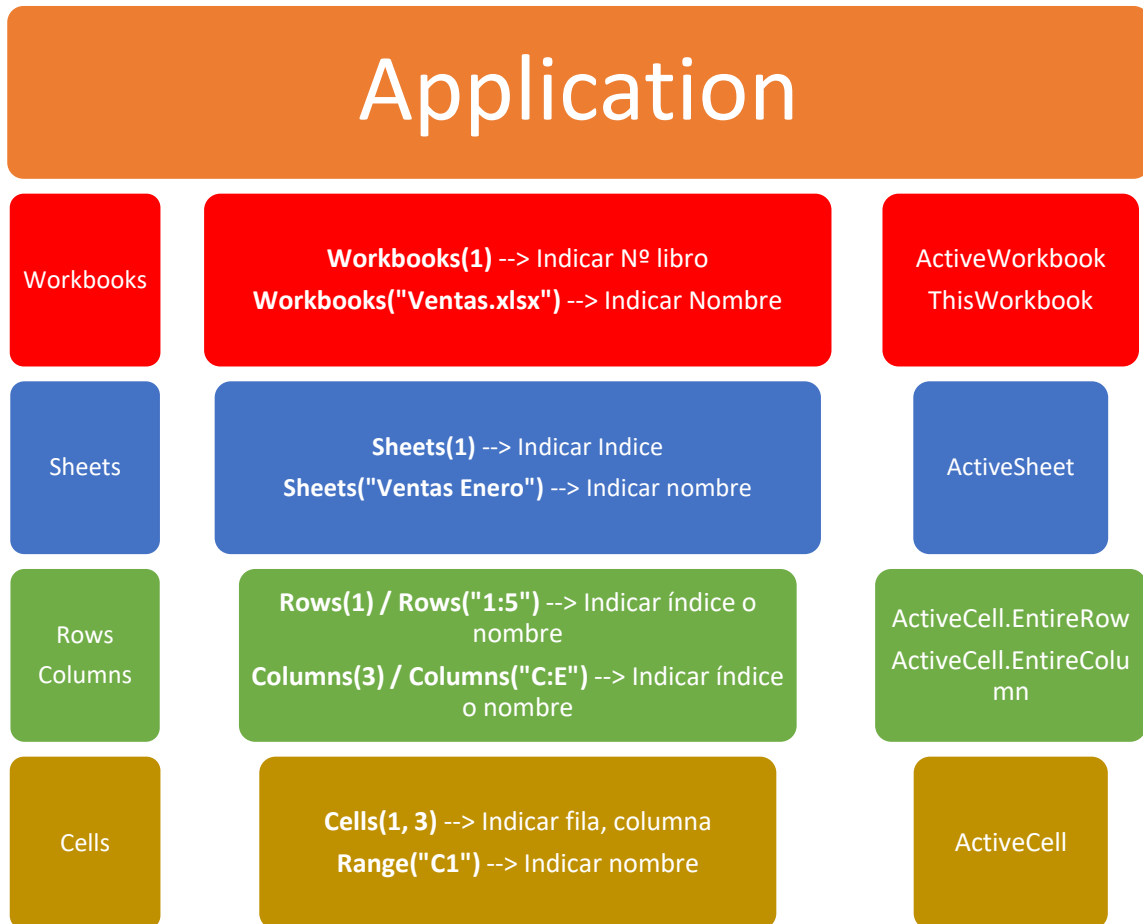 Application
Workbooks
Workbooks(1) --> Indicar Nº libro
Workbooks("Ventas.xlsx") --> Indicar Nombre
ActiveWorkbook
ThisWorkbook
Sheets
Sheets(1) --> Indicar Indice
Sheets("Ventas Enero") --> Indicar nombre
ActiveSheet
Rows
Columns
Rows(1) / Rows("1:5") --> Indicar índice o
nombre
Columns(3) / Columns("C:E") --> Indicar índice
o nombre
ActiveCell.EntireRow
ActiveCell.EntireColu
mn
Cells
Cells(1, 3) --> Indicar fila, columna
Range("C1") --> Indicar nombre
ActiveCell